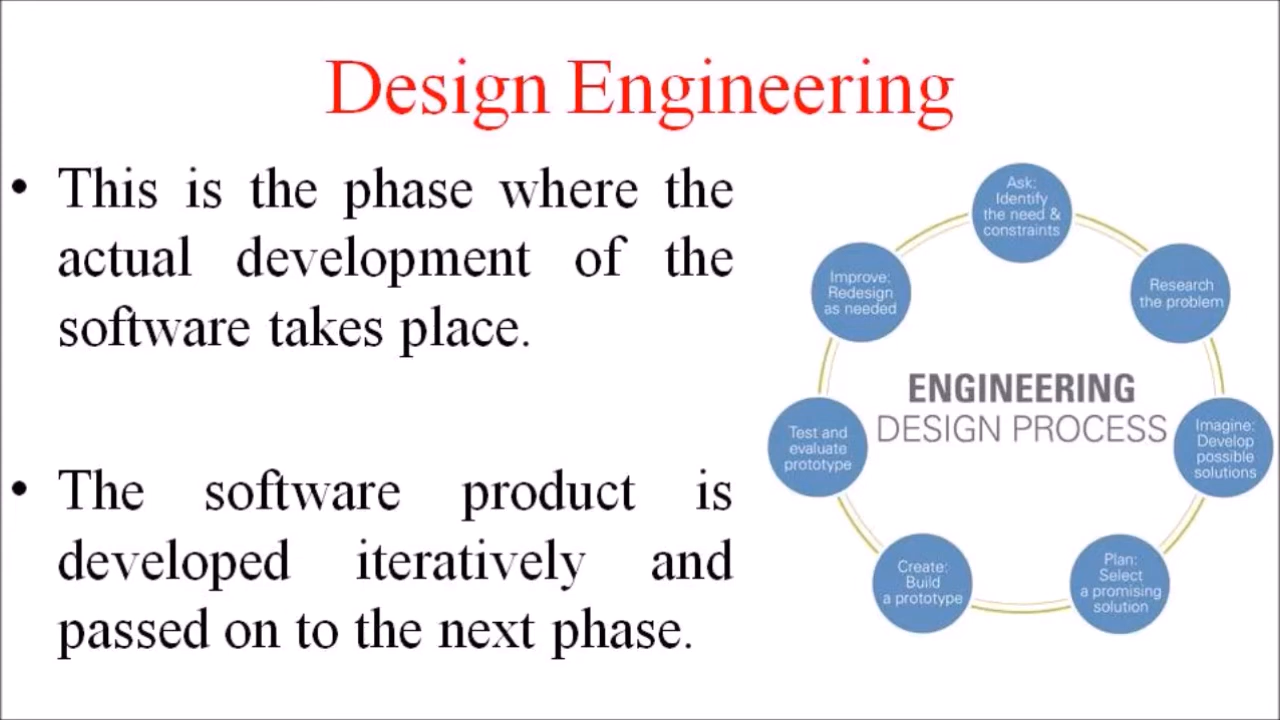 Design Engineering
• This is the phase where the
actual development of the
software takes place.
• The software product is
developed iteratively and
passed on to the next phase.
Ask:
Identify
the need &
constraints
Research
the problem
Imagine:
Develop
possible
solutions
Plan:
Select
a promising
solution
Create:
Build
a prototype
Test and
evaluate
prototype
Improve:
Redesign
as needed
ENGINEERING
DESIGN PROCESS